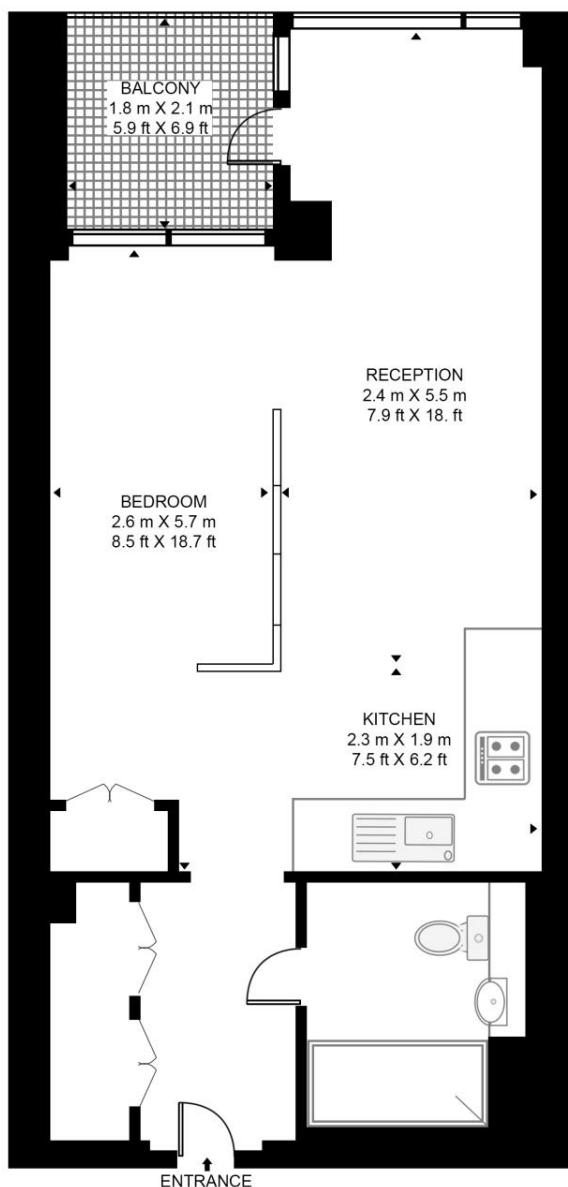 BALCONY
1.8 m X 2.1 m
5.9 ft X 6.9 ft
RECEPTION
2.4 m X 5.5 m
7.9 ft X 18. ft
BEDROOM
2.6 m X 5.7 m
8.5 ft X 18.7 ft
KITCHEN
2.3 m X 1.9 m
7.5 ft X 6.2 ft
ENTRANCE